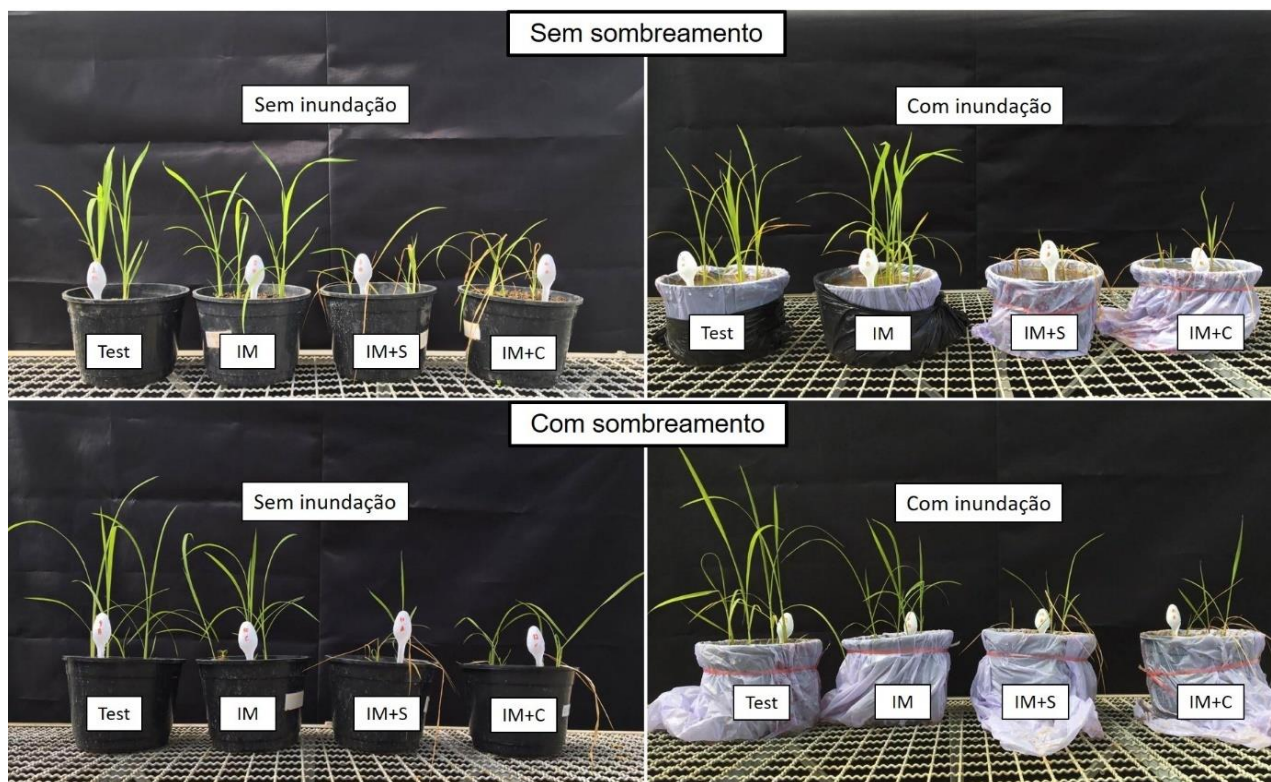 Sem sombreamento
Sem inundação
Com inundação
Test
IM
IM+S
IM+C
Test
IM
IM+S
IM+C
Com sombreamento
Sem inundação
Com inundação
Test
IM
IM+S
IM+C
Test
IM
IM+S
IM+C